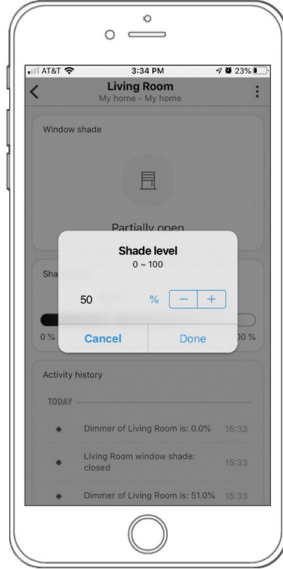 AT&T 3:34 PM 23%
Living Room
My home - My home
Window shade
Partially open
Shade level
0 ~ 100
Sha
50 % − +
0 % 00 %
Cancel Done
Activity history
TODAY
Dimmer of Living Room is: 0.0% 15:33
Living Room window shade:
closed 15:33
Dimmer of Living Room is: 51.0% 15:33